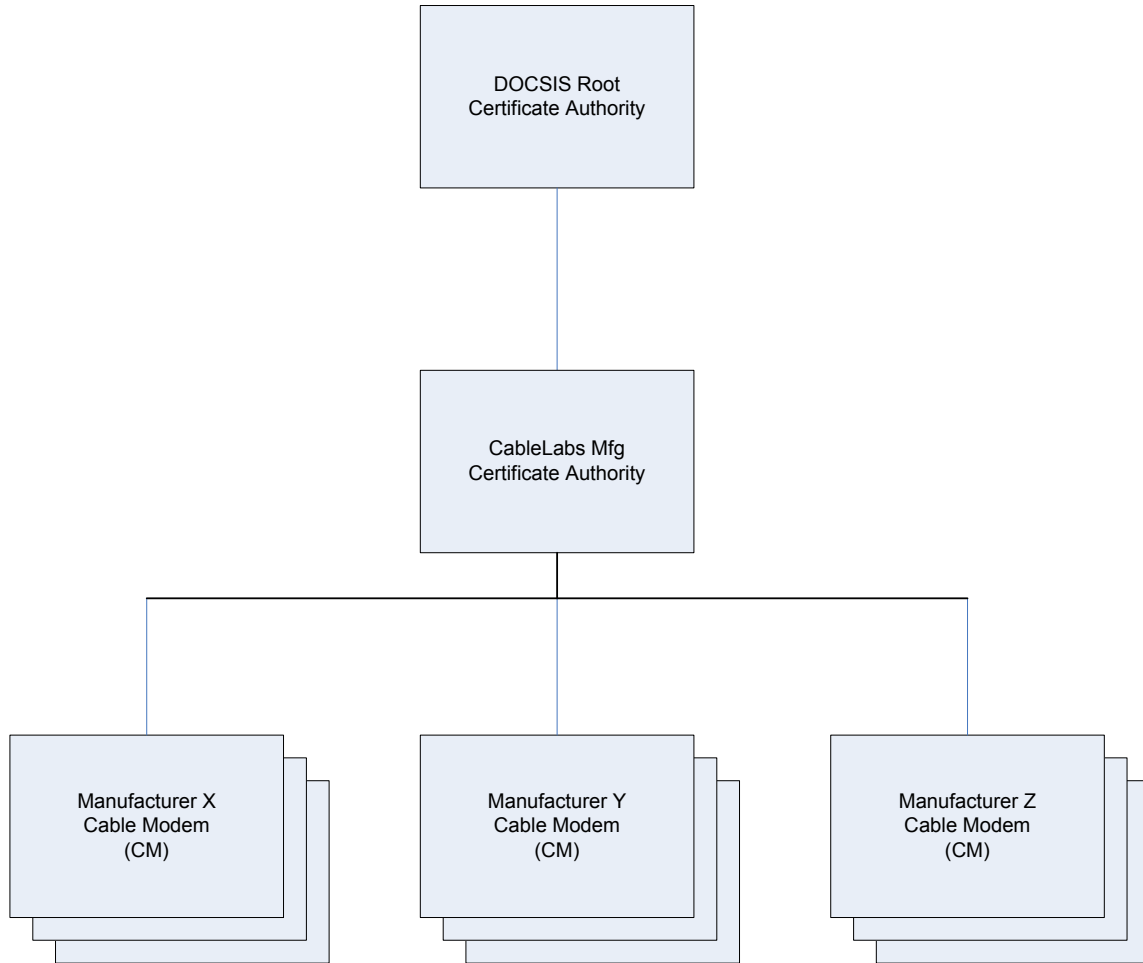 DOCSIS Root
Certificate Authority
CableLabs Mfg
Certificate Authority
Manufacturer X
Cable Modem
(CM)
Manufacturer Y
Cable Modem
(CM)
Manufacturer Z
Cable Modem
(CM)